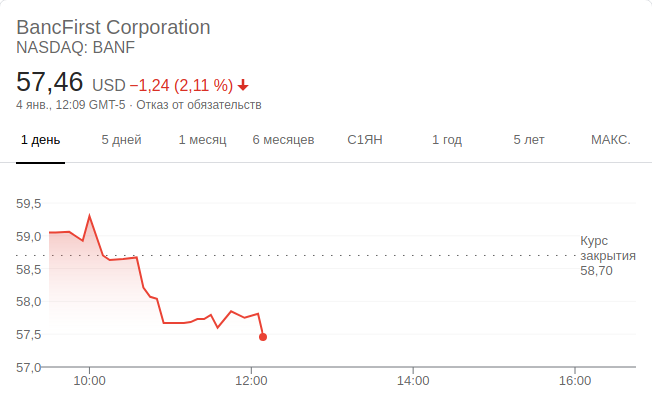 BancFirst Corporation
NASDAQ: BANF
57,46 USD −1,24 (2,11 %)
4 янв., 12:09 GMT-5 · Отказ от обязательств
1 день 5 дней 1 месяц 6 месяцев С1ЯН 1 год 5 лет МАКС.
59,5
59,0
58,5
58,0
57,5
57,0
Курс
закрытия
58,70
10:00 12:00 14:00 16:00